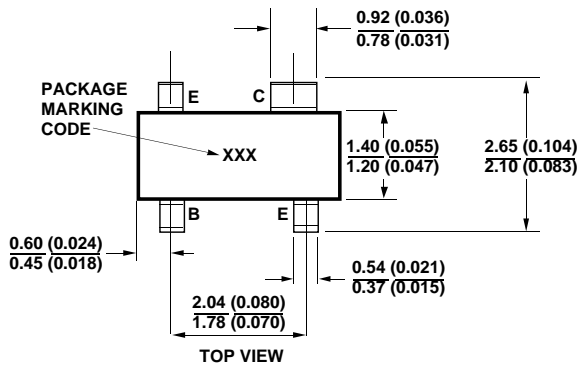 0.92 (0.036)
0.78 (0.031)
PACKAGE
MARKING
CODE
E
C
XXX
1.40 (0.055)
1.20 (0.047)
2.65 (0.104)
2.10 (0.083)
B
E
0.60 (0.024)
0.45 (0.018)
0.54 (0.021)
0.37 (0.015)
2.04 (0.080)
1.78 (0.070)
TOP VIEW